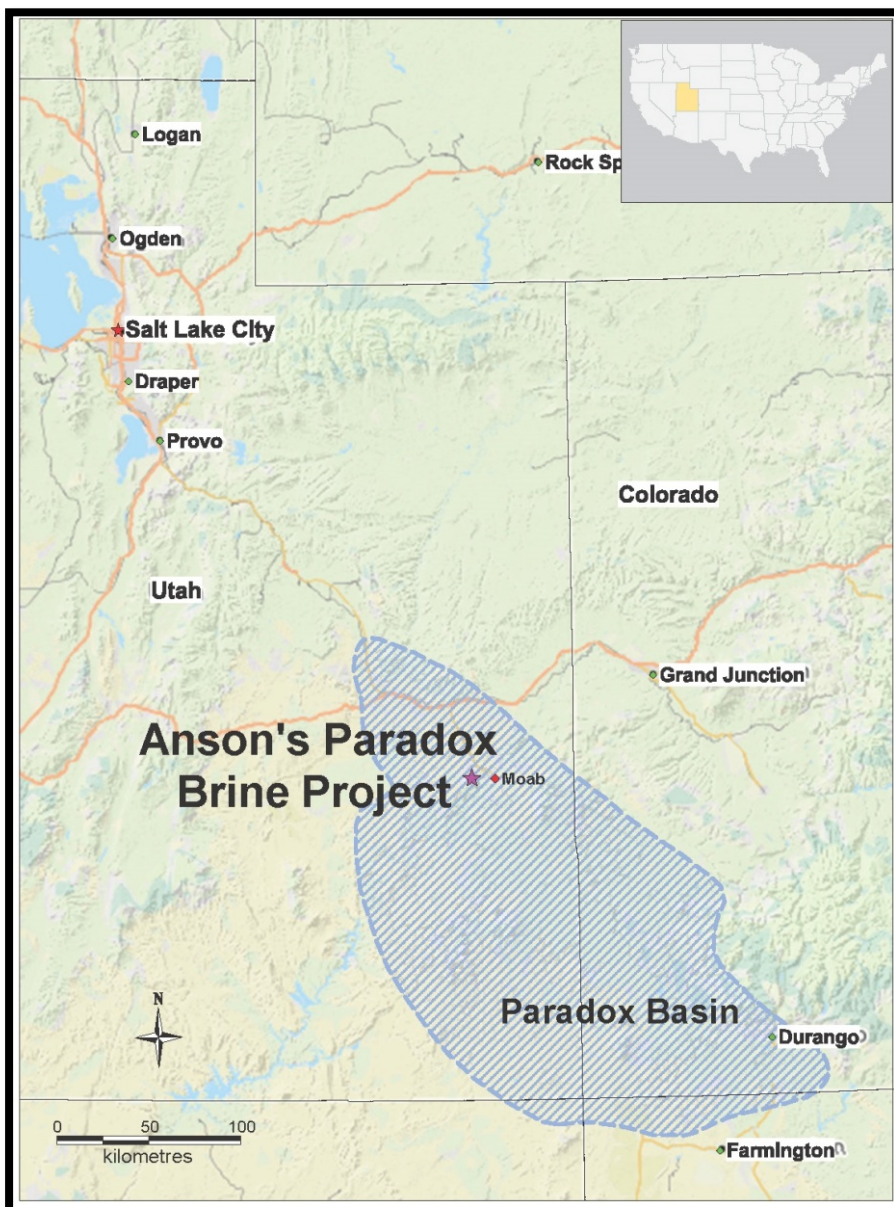 Logan
Rock Sp
Ogden
Salt Lake City
Draper
Provo
Colorado
Utah
Grand Junction
Anson's Paradox
Brine Project
Moab
N
Paradox Basin
Durango
0 50 100
kilometres
Farmington